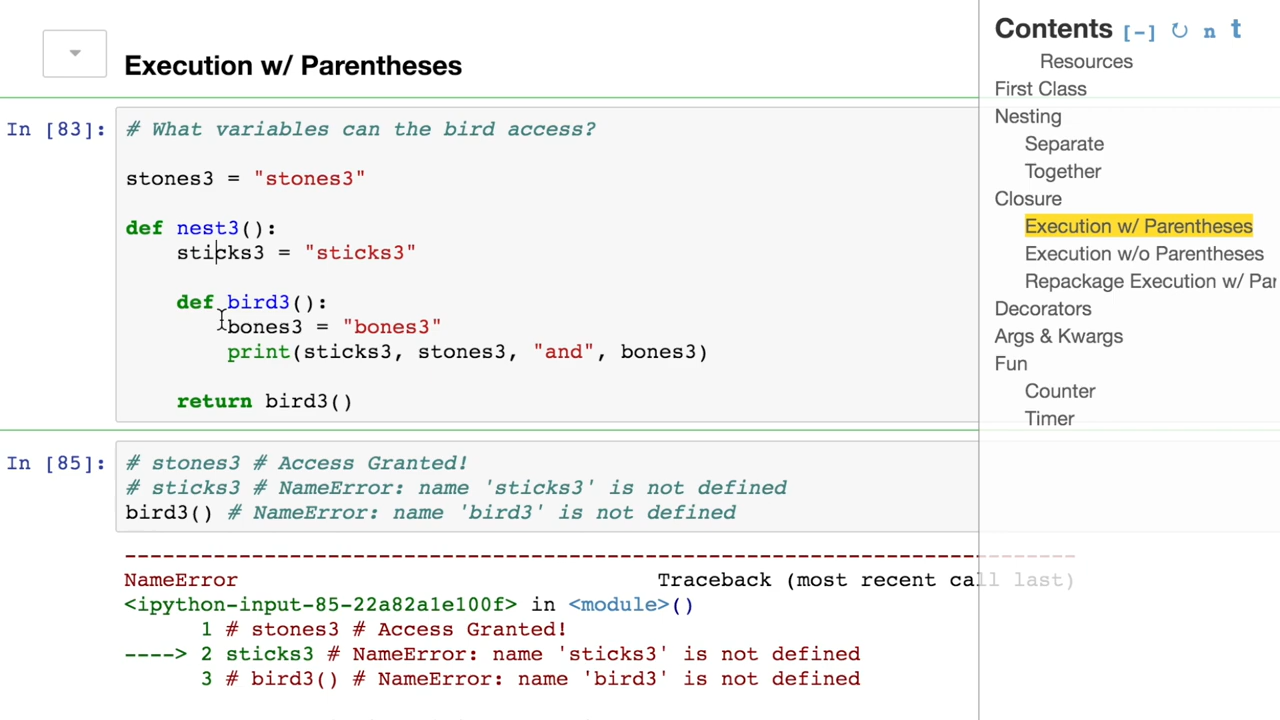 Execution w/ Parentheses
In [83]:
# What variables can the bird access?
stones3 = "stones3"
def nest3():
    sticks3 = "sticks3"
    def bird3():
        bones3 = "bones3"
        print(sticks3, stones3, "and", bones3)
    return bird3()
In [85]:
# stones3 # Access Granted!
# sticks3 # NameError: name 'sticks3' is not defined
bird3() # NameError: name 'bird3' is not defined
---------------------------------------------------------------------------
NameError                                 Traceback (most recent call last)
<ipython-input-85-22a82a1e100f> in <module>()
      1 # stones3 # Access Granted!
----> 2 sticks3 # NameError: name 'sticks3' is not defined
      3 # bird3() # NameError: name 'bird3' is not defined
Contents [-] ↻ n t
Resources
First Class
Nesting
Separate
Together
Closure
Execution w/ Parentheses
Execution w/o Parentheses
Repackage Execution w/ Par
Decorators
Args & Kwargs
Fun
Counter
Timer